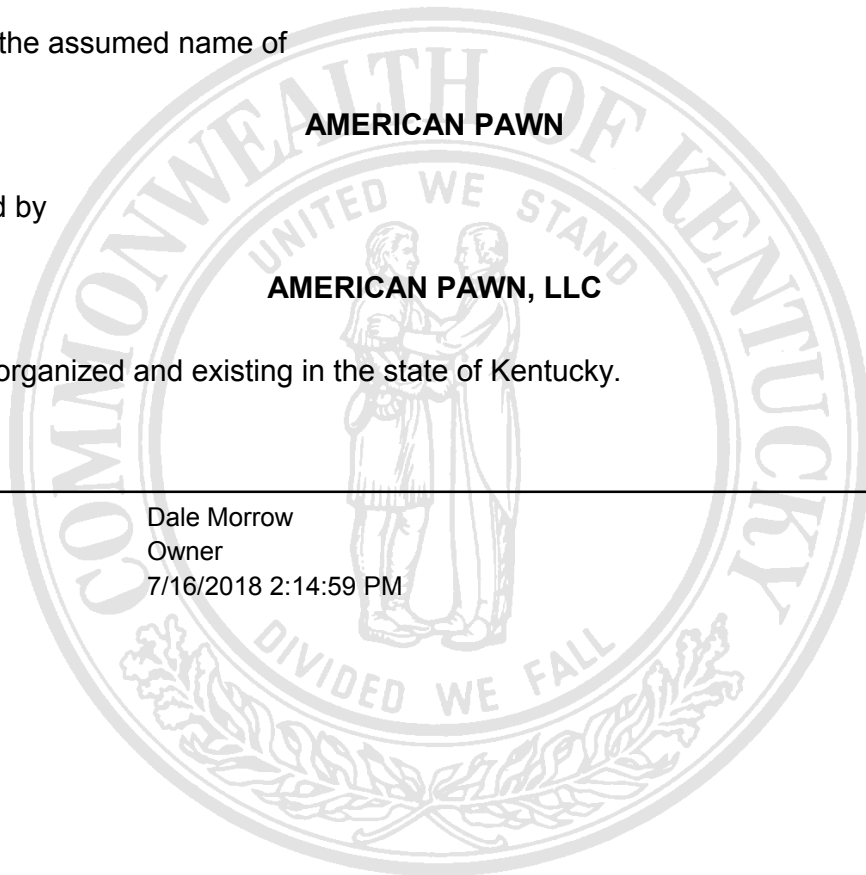 the assumed name of
AMERICAN PAWN
d by
AMERICAN PAWN, LLC
organized and existing in the state of Kentucky.
Dale Morrow
Owner
7/16/2018 2:14:59 PM
COMMONWEALTH OF KENTUCKY
UNITED WE STAND
DIVIDED WE FALL